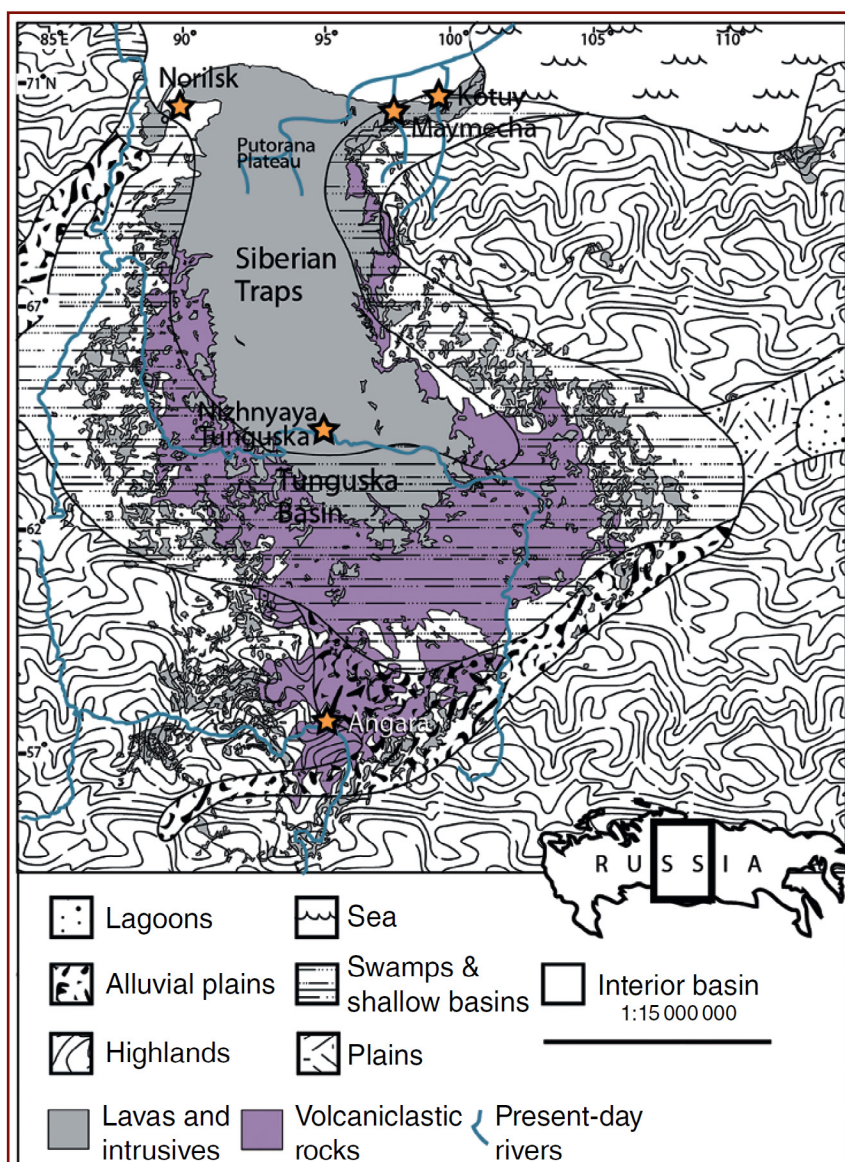 85E 90° 95° 100° 105° 110°
71°N
Norilsk
Kotuy
Maymecha
Putorana
Plateau
Siberian
Traps
67°
Nizhnyaya
Tunguska
Tunguska
Basin
62°
Angara
57°
RUSSIA
Lagoons
Sea
Alluvial plains
Swamps &
shallow basins
Interior basin
1:15 000 000
Highlands
Plains
Lavas and
intrusives
Volcaniclastic
rocks
Present-day
rivers